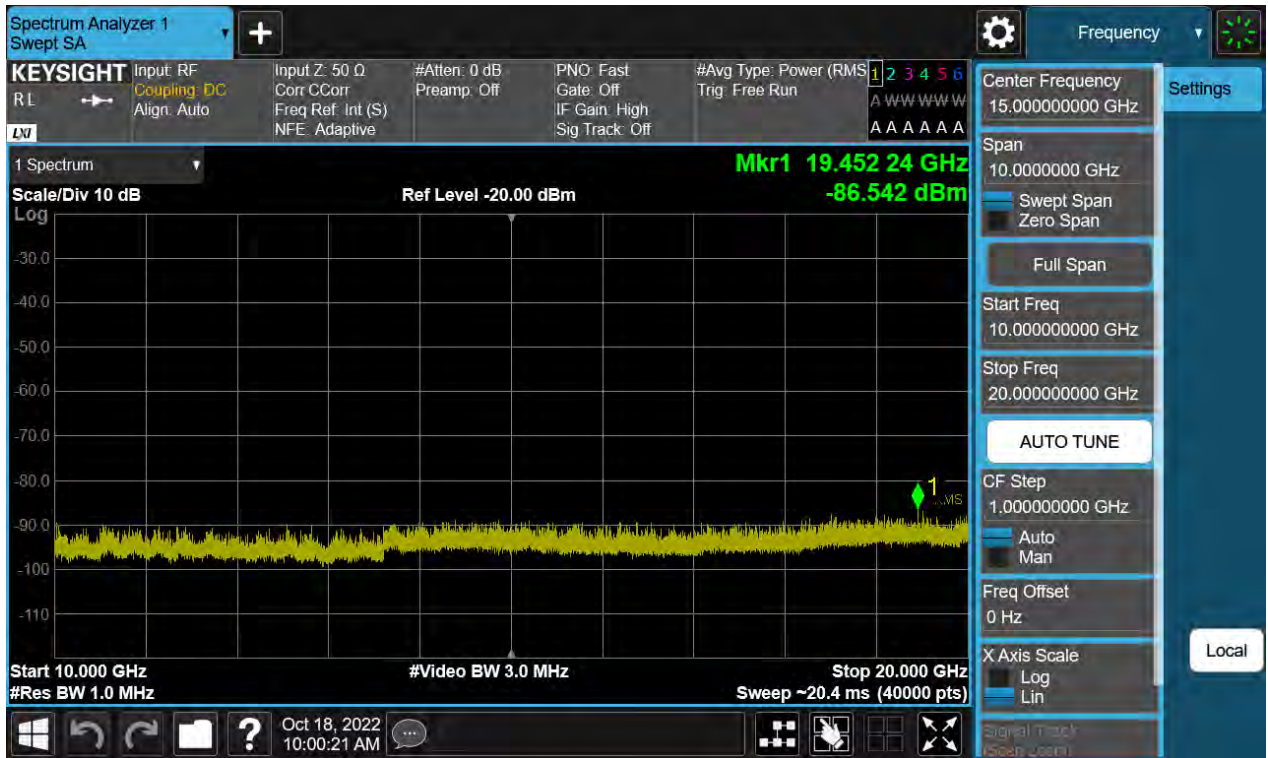 Spectrum Analyzer 1
Swept SA
Frequency
KEYSIGHT
RL
LXI
Input: RF
Coupling: DC
Align: Auto
Input Z: 50 Ω
Corr CCorr
Freq Ref: Int (S)
NFE: Adaptive
#Atten: 0 dB
Preamp: Off
PNO: Fast
Gate: Off
IF Gain: High
Sig Track: Off
#Avg Type: Power (RMS
Trig: Free Run
1 2 3 4 5 6
A W W W W W
A A A A A A
1 Spectrum
Scale/Div 10 dB
Ref Level -20.00 dBm
Mkr1 19.452 24 GHz
-86.542 dBm
Log
-30.0
-40.0
-50.0
-60.0
-70.0
-80.0
-90.0
-100
-110
1
Start 10.000 GHz
#Video BW 3.0 MHz
Stop 20.000 GHz
#Res BW 1.0 MHz
Sweep ~20.4 ms (40000 pts)
Oct 18, 2022
10:00:21 AM
Center Frequency
15.000000000 GHz
Settings
Span
10.0000000 GHz
Swept Span
Zero Span
Full Span
Start Freq
10.000000000 GHz
Stop Freq
20.000000000 GHz
AUTO TUNE
CF Step
1.000000000 GHz
Auto
Man
Freq Offset
0 Hz
X Axis Scale
Log
Lin
Local
Signal Track
(Span Zoom)